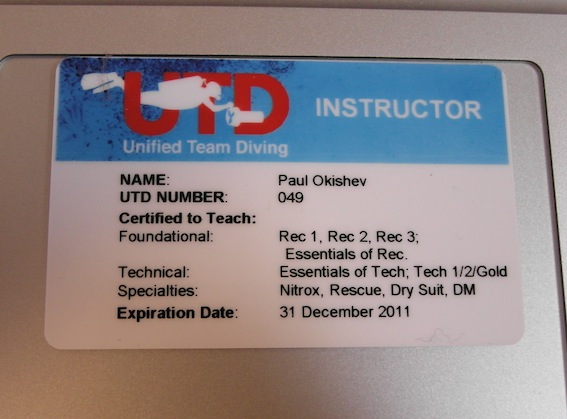 UTD INSTRUCTOR
Unified Team Diving
NAME: Paul Okishev
UTD NUMBER: 049
Certified to Teach:
Foundational: Rec 1, Rec 2, Rec 3;
Essentials of Rec.
Technical: Essentials of Tech; Tech 1/2/Gold
Specialties: Nitrox, Rescue, Dry Suit, DM
Expiration Date: 31 December 2011